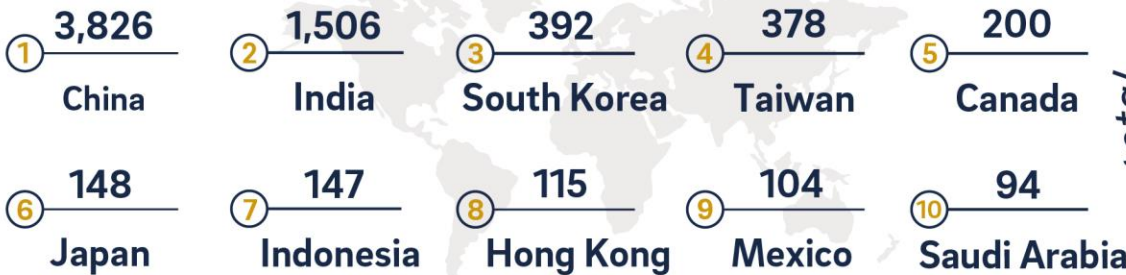 3,826 1,506 392 378 200
1 2 3 4 5
China India South Korea Taiwan Canada
148 147 115 104 94
6 7 8 9 10
Japan Indonesia Hong Kong Mexico Saudi Arabia